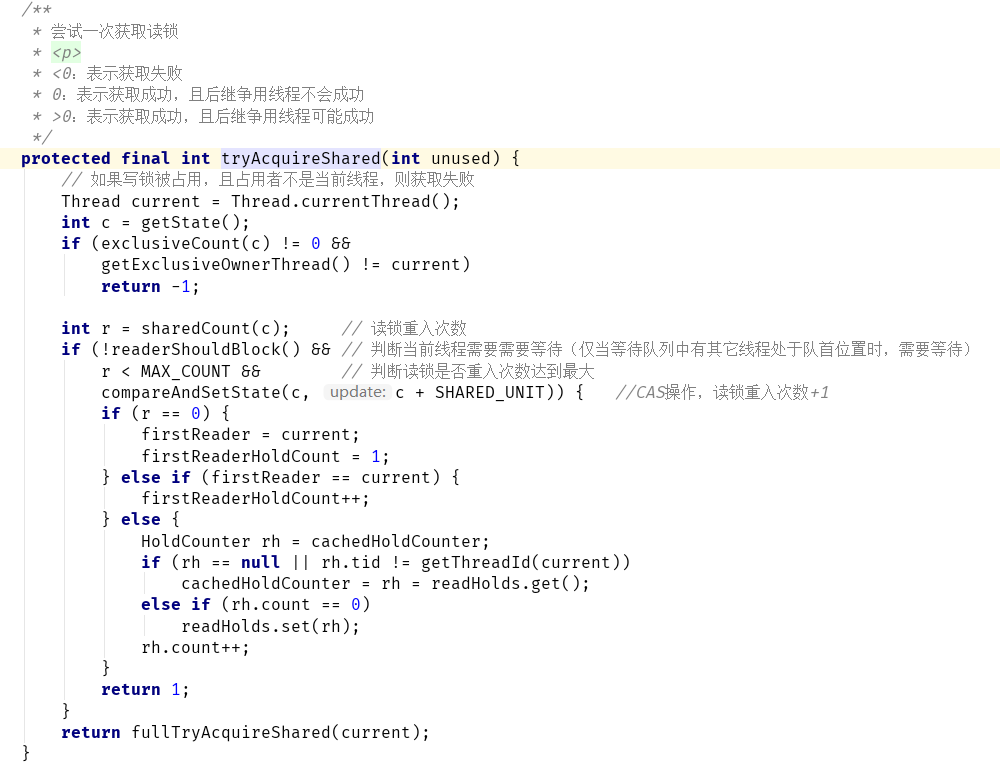 /**
 * 尝试一次获取读锁
 * <p>
 * <0：表示获取失败
 * 0：表示获取成功，且后继争用线程不会成功
 * >0：表示获取成功，且后继争用线程可能成功
 */
protected final int tryAcquireShared(int unused) {
    // 如果写锁被占用，且占用者不是当前线程，则获取失败
    Thread current = Thread.currentThread();
    int c = getState();
    if (exclusiveCount(c) != 0 &&
        getExclusiveOwnerThread() != current)
        return -1;

    int r = sharedCount(c);     // 读锁重入次数
    if (!readerShouldBlock() && // 判断当前线程需要需要等待（仅当等待队列中有其它线程处于队首位置时，需要等待）
        r < MAX_COUNT &&        // 判断读锁是否重入次数达到最大
        compareAndSetState(c, update: c + SHARED_UNIT)) {   //CAS操作，读锁重入次数+1
        if (r == 0) {
            firstReader = current;
            firstReaderHoldCount = 1;
        } else if (firstReader == current) {
            firstReaderHoldCount++;
        } else {
            HoldCounter rh = cachedHoldCounter;
            if (rh == null || rh.tid != getThreadId(current))
                cachedHoldCounter = rh = readHolds.get();
            else if (rh.count == 0)
                readHolds.set(rh);
            rh.count++;
        }
        return 1;
    }
    return fullTryAcquireShared(current);
}